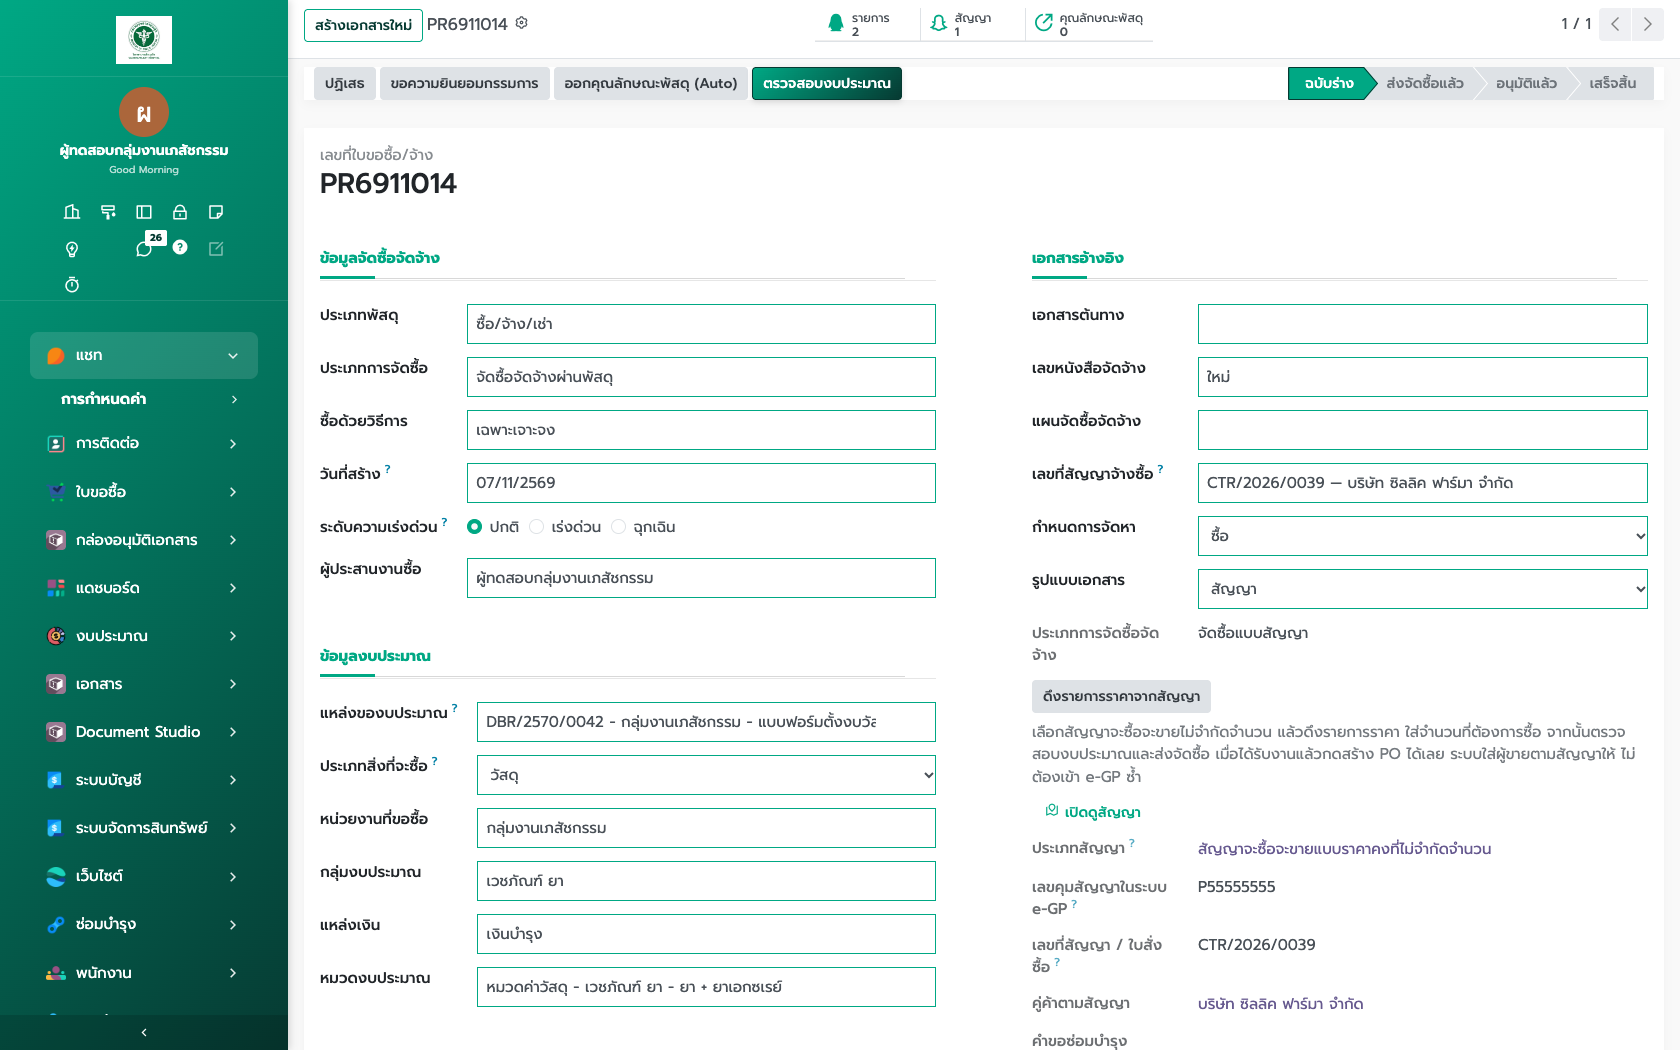 สร้างเอกสารใหม่ PR6911014
รายการ
2
สัญญา
1
คุณลักษณะพัสดุ
0
1 / 1
ปฏิเสธ ขอความยินยอมกรรมการ ออกคุณลักษณะพัสดุ (Auto) ตรวจสอบงบประมาณ
ฉบับร่าง ส่งจัดซื้อแล้ว อนุมัติแล้ว เสร็จสิ้น
ผ
ผู้ทดสอบกลุ่มงานเภสัชกรรม
Good Morning
26
แชท
การกำหนดค่า
การติดต่อ
ใบขอซื้อ
กล่องอนุมัติเอกสาร
แดชบอร์ด
งบประมาณ
เอกสาร
Document Studio
ระบบบัญชี
ระบบจัดการสินทรัพย์
เว็บไซต์
ซ่อมบำรุง
พนักงาน
เลขที่ใบขอซื้อ/จ้าง
PR6911014
ข้อมูลจัดซื้อจัดจ้าง
ประเภทพัสดุ ซื้อ/จ้าง/เช่า
ประเภทการจัดซื้อ จัดซื้อจัดจ้างผ่านพัสดุ
ซื้อด้วยวิธีการ เฉพาะเจาะจง
วันที่สร้าง ? 07/11/2569
ระดับความเร่งด่วน ? ปกติ เร่งด่วน ฉุกเฉิน
ผู้ประสานงานซื้อ ผู้ทดสอบกลุ่มงานเภสัชกรรม
ข้อมูลงบประมาณ
แหล่งของบประมาณ ? DBR/2570/0042 - กลุ่มงานเภสัชกรรม - แบบฟอร์มตั้งงบวัส
ประเภทสิ่งที่จะซื้อ ? วัสดุ
หน่วยงานที่ขอซื้อ กลุ่มงานเภสัชกรรม
กลุ่มงบประมาณ เวชภัณฑ์ ยา
แหล่งเงิน เงินบำรุง
หมวดงบประมาณ หมวดค่าวัสดุ - เวชภัณฑ์ ยา - ยา + ยาเอกซเรย์
เอกสารอ้างอิง
เอกสารต้นทาง
เลขหนังสือจัดจ้าง ใหม่
แผนจัดซื้อจัดจ้าง
เลขที่สัญญาจ้างซื้อ ? CTR/2026/0039 — บริษัท ซิลลิค ฟาร์มา จำกัด
กำหนดการจัดหา ซื้อ
รูปแบบเอกสาร สัญญา
ประเภทการจัดซื้อจัด จัดซื้อแบบสัญญา
จ้าง
ดึงรายการราคาจากสัญญา
เลือกสัญญาจะซื้อจะขายไม่จำกัดจำนวน แล้วดึงรายการราคา ใส่จำนวนที่ต้องการซื้อ จากนั้นตรวจ
สอบงบประมาณและส่งจัดซื้อ เมื่อได้รับงานแล้วกดสร้าง PO ได้เลย ระบบใส่ผู้ขายตามสัญญาให้ ไม่
ต้องเข้า e-GP ซ้ำ
เปิดดูสัญญา
ประเภทสัญญา ? สัญญาจะซื้อจะขายแบบราคาคงที่ไม่จำกัดจำนวน
เลขคุมสัญญาในระบบ P55555555
e-GP ?
เลขที่สัญญา / ใบสั่ง CTR/2026/0039
ซื้อ ?
คู่ค้าตามสัญญา บริษัท ซิลลิค ฟาร์มา จำกัด
คำขอซ่อมบำรุง